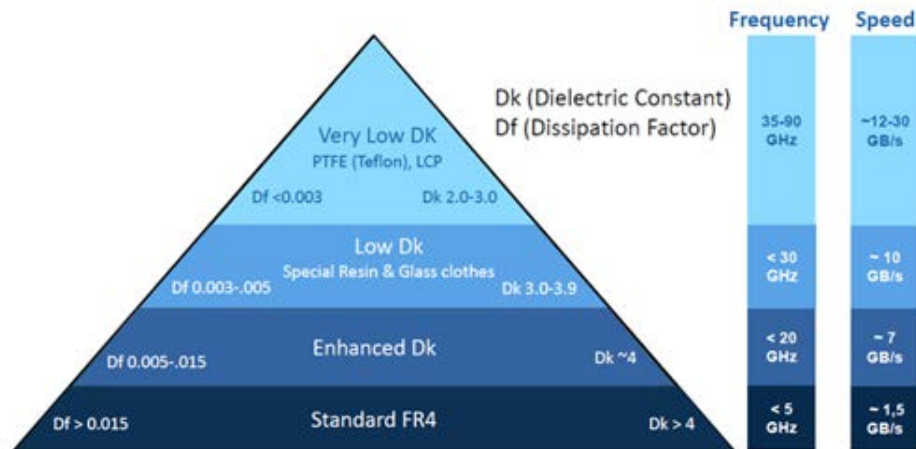 Frequency
Speed
Dk (Dielectric Constant)
Df (Dissipation Factor)
Very Low DK
PTFE (Teflon), LCP
Df <0.003
Dk 2.0-3.0
35-90
GHz
~12-30
GB/s
Low Dk
Special Resin & Glass clothes
Df 0.003-.005
Dk 3.0-3.9
< 30
GHz
~ 10
GB/s
Enhanced Dk
Df 0.005-.015
Dk ~4
< 20
GHz
~ 7
GB/s
Standard FR4
Df > 0.015
Dk > 4
< 5
GHz
~ 1,5
GB/s